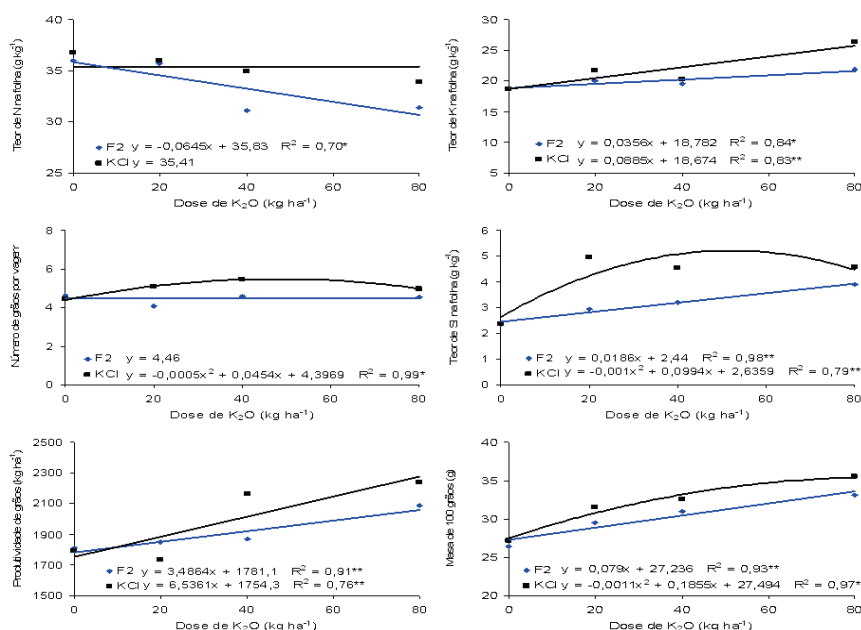 Teor de N na folha (g kg⁻¹)
40
35
30
25
0
20
40
60
80
F2 y = -0,0645x + 35,83 R² = 0,70*
KCl y = 35,41
Dose de K₂O (kg ha⁻¹)
Teor de K na folha (g kg⁻¹)
30
25
20
15
10
0
20
40
60
80
F2 y = 0,0356x + 18,782 R² = 0,84*
KCl y = 0,0885x + 18,674 R² = 0,83**
Dose de K₂O (kg ha⁻¹)
Número de grãos por vagem
8
6
4
2
0
0
20
40
60
80
F2 y = 4,46
KCl y = -0,0005x² + 0,0454x + 4,3969 R² = 0,99*
Dose de K₂O (kg ha⁻¹)
Teor de Si na folha (g kg⁻¹)
6
5
4
3
2
1
0
0
20
40
60
80
F2 y = 0,0186x + 2,44 R² = 0,98**
KCl y = -0,001x² + 0,0994x + 2,6359 R² = 0,79**
Dose de K₂O (kg ha⁻¹)
Produtividade de grãos (kg ha⁻¹)
2500
2300
2100
1900
1700
1500
0
20
40
60
80
F2 y = 3,4864x + 1781,1 R² = 0,91**
KCl y = 6,5361x + 1754,3 R² = 0,76**
Dose de K₂O (kg ha⁻¹)
Massa de 100 grãos (g)
40
35
30
25
20
0
20
40
60
80
F2 y = 0,079x + 27,236 R² = 0,93**
KCl y = -0,0011x² + 0,1855x + 27,494 R² = 0,97*
Dose de K₂O (kg ha⁻¹)